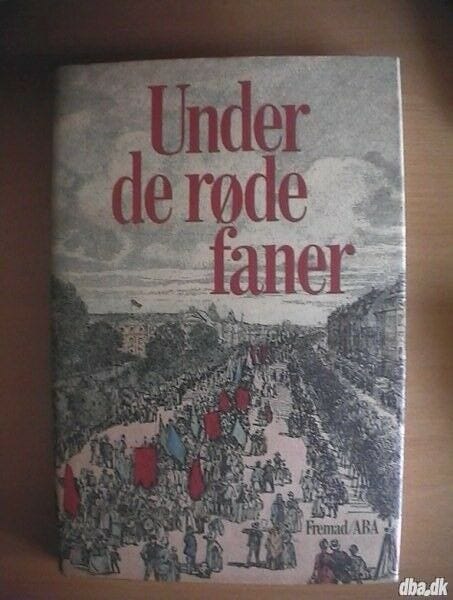 Under
de røde
faner
Fremad/ABA
dba.dk